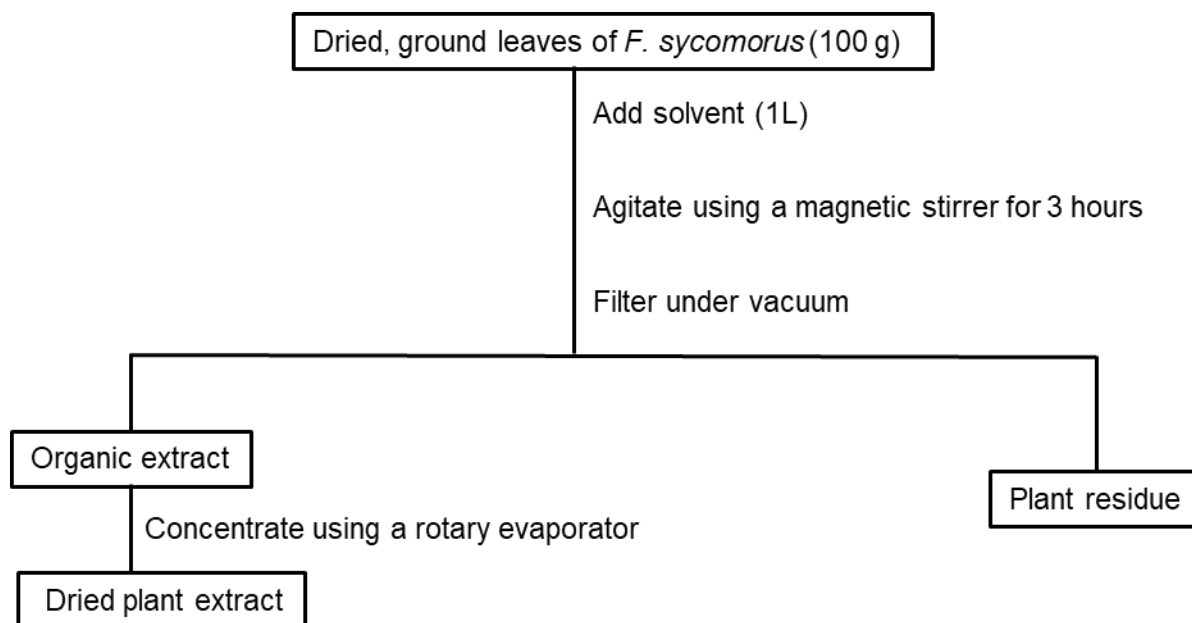 Dried, ground leaves of F. sycomorus (100 g)
Add solvent (1L)
Agitate using a magnetic stirrer for 3 hours
Filter under vacuum
Organic extract
Plant residue
Concentrate using a rotary evaporator
Dried plant extract